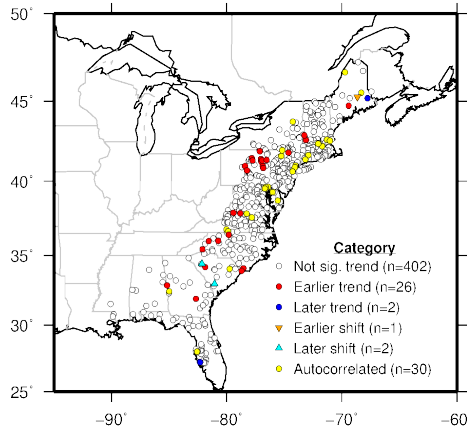 50°
45°
40°
35°
30°
25°
Category
Not sig. trend (n=402)
Earlier trend (n=26)
Later trend (n=2)
Earlier shift (n=1)
Later shift (n=2)
Autocorrelated (n=30)
−90° −80° −70° −60°